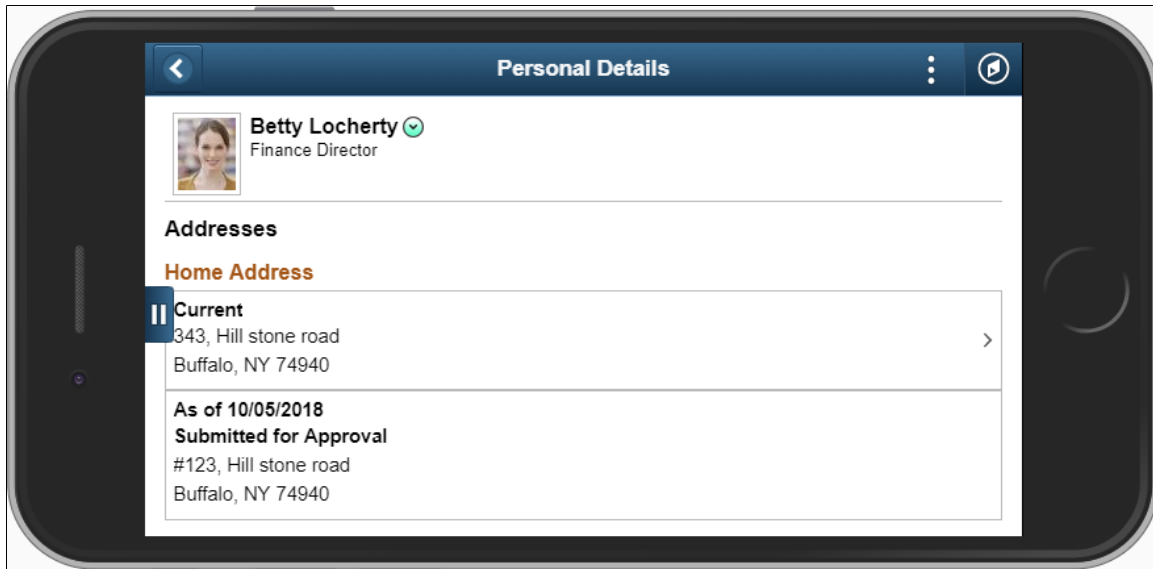 Personal Details
Betty Locherty
Finance Director
Addresses
Home Address
Current
343, Hill stone road
Buffalo, NY 74940
As of 10/05/2018
Submitted for Approval
#123, Hill stone road
Buffalo, NY 74940